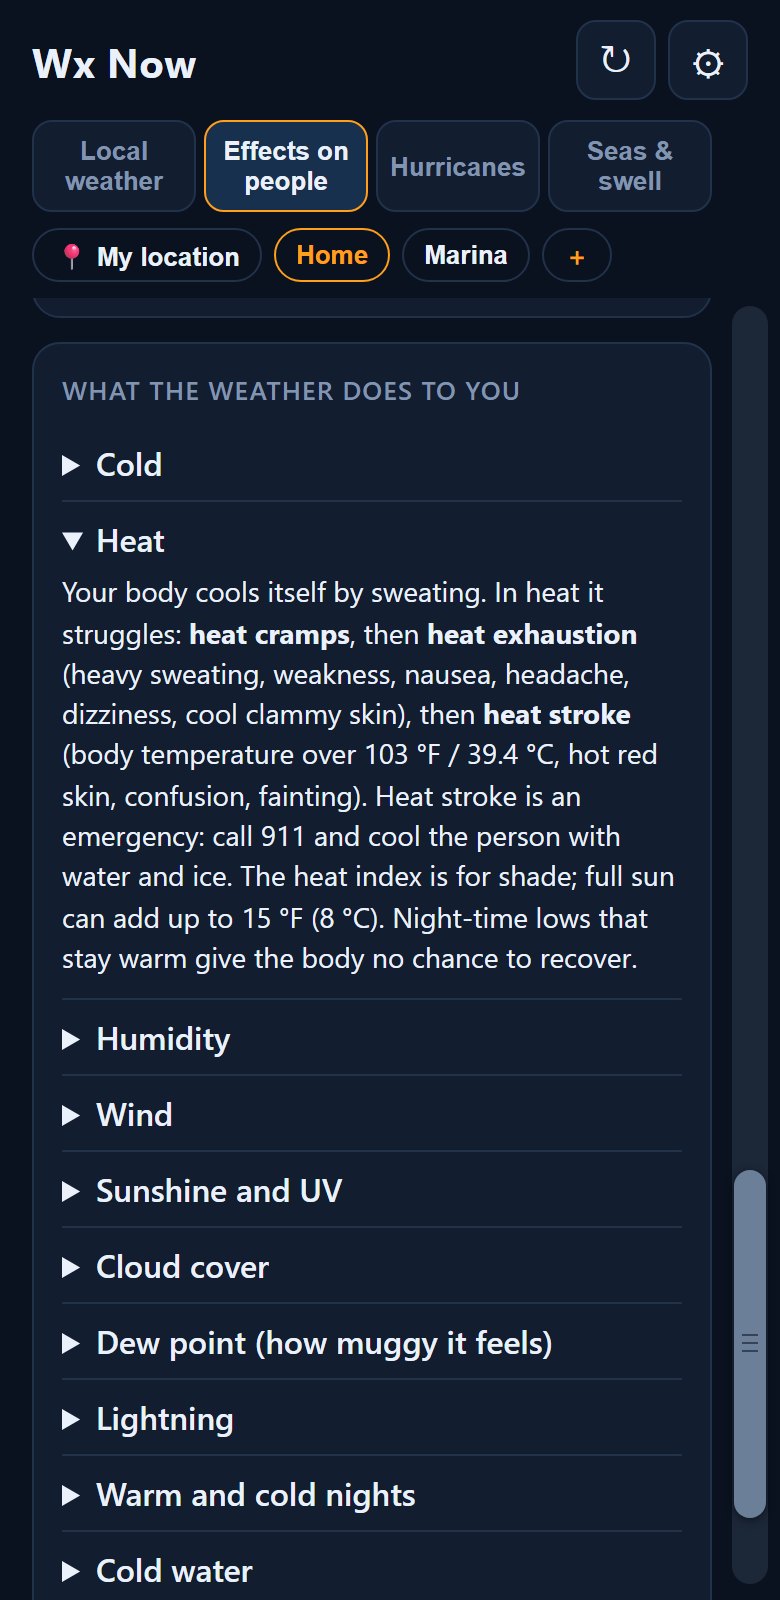 Wx Now
Local
weather
Effects on
people
Hurricanes
Seas &
swell
My location
Home
Marina
+
WHAT THE WEATHER DOES TO YOU
Cold
Heat
Your body cools itself by sweating. In heat it
struggles: heat cramps, then heat exhaustion
(heavy sweating, weakness, nausea, headache,
dizziness, cool clammy skin), then heat stroke
(body temperature over 103 °F / 39.4 °C, hot red
skin, confusion, fainting). Heat stroke is an
emergency: call 911 and cool the person with
water and ice. The heat index is for shade; full sun
can add up to 15 °F (8 °C). Night-time lows that
stay warm give the body no chance to recover.
Humidity
Wind
Sunshine and UV
Cloud cover
Dew point (how muggy it feels)
Lightning
Warm and cold nights
Cold water